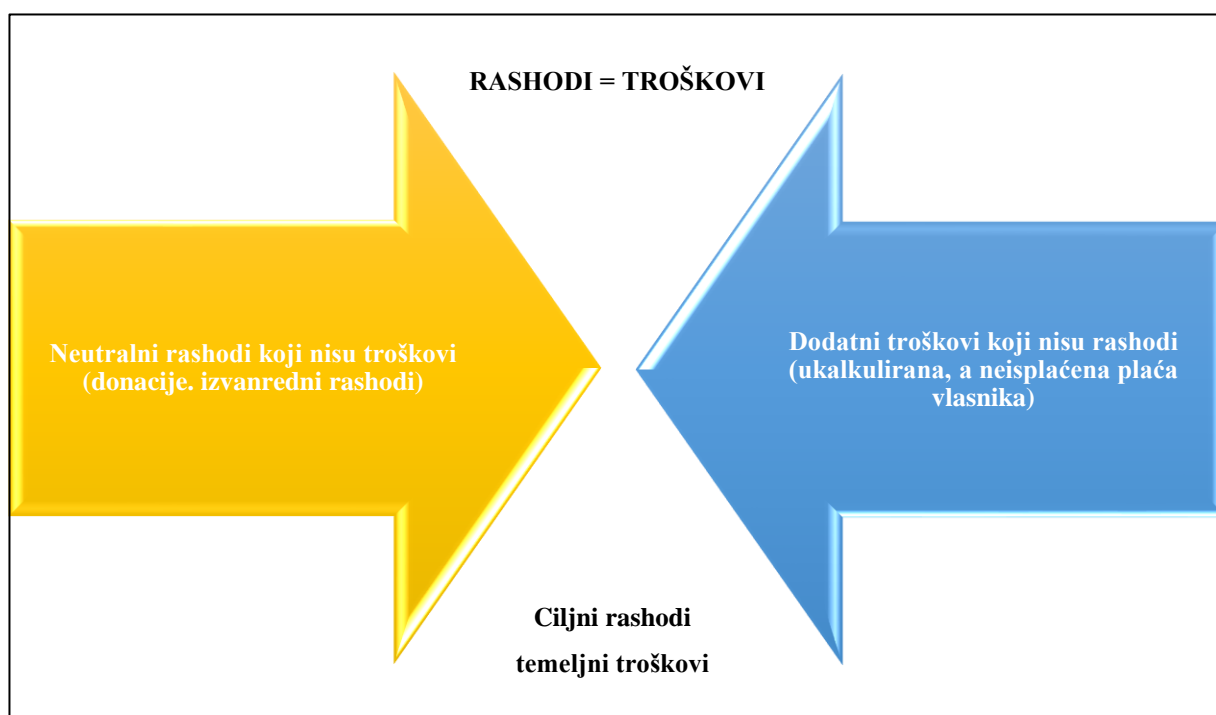 RASHODI = TROŠKOVI
Neutralni rashodi koji nisu troškovi
(donacije. izvanredni rashodi)
Dodatni troškovi koji nisu rashodi
(ukalkulirana, a neisplaćena plaća
vlasnika)
Ciljni rashodi
temeljni troškovi